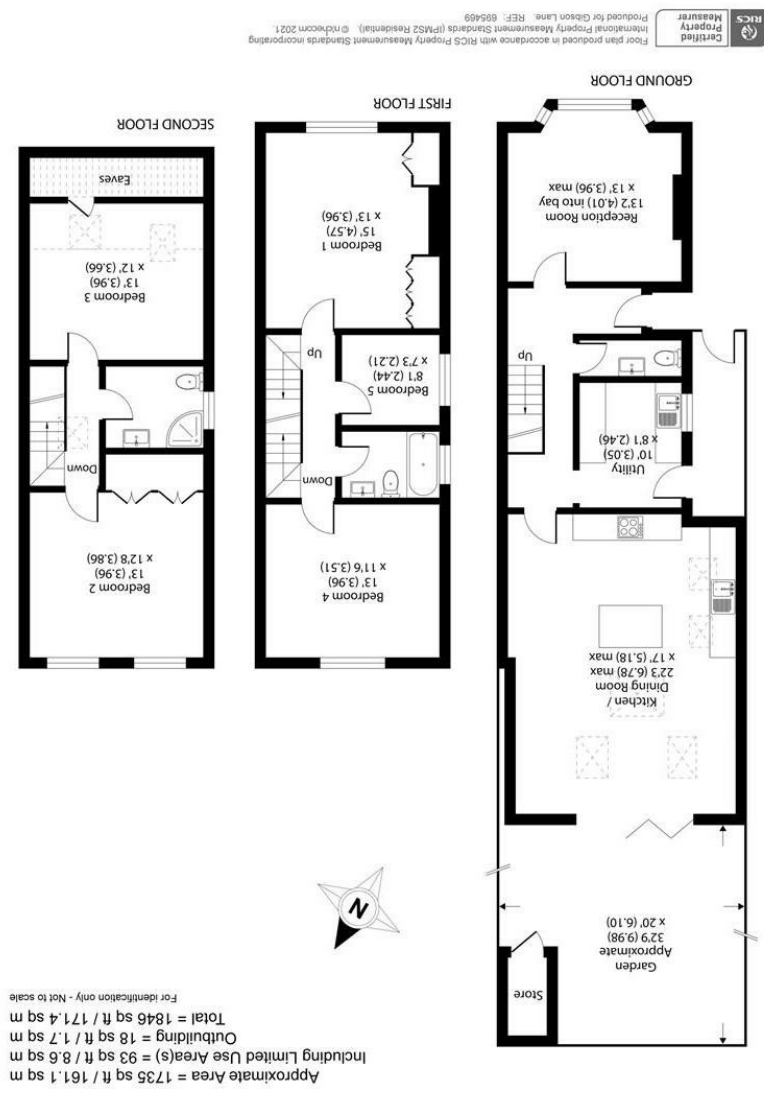 Approximate Area = 1735 sq ft / 161.1 sq m
Including Limited Use Area(s) = 93 sq ft / 8.6 sq m
Outbuilding = 18 sq ft / 1.7 sq m
Total = 1846 sq ft / 171.4 sq m
For identification only - Not to scale
Store
Garden
Approximate
32'9 (9.98)
x 20' (6.10)
N
Kitchen /
Dining Room
22'3 (6.78) max
x 17' (5.18) max
Utility
10' (3.05)
x 8'1 (2.46)
Up
Reception Room
13'2 (4.01) into bay
x 13' (3.96) max
GROUND FLOOR
Bedroom 4
13' (3.96)
x 11'6 (3.51)
Down
Bedroom 5
8'1 (2.44)
x 7'3 (2.21)
Up
Bedroom 1
15' (4.57)
x 13' (3.96)
FIRST FLOOR
Bedroom 2
13' (3.96)
x 12'8 (3.86)
Down
Bedroom 3
13' (3.96)
x 12' (3.66)
Eaves
SECOND FLOOR
RICS
Certified
Property
Measurer
Floor plan produced in accordance with RICS Property Measurement Standards incorporating
International Property Measurement Standards (IPMS2 Residential). © nichecom 2021.
Produced for Gibson Lane. REF: 695469